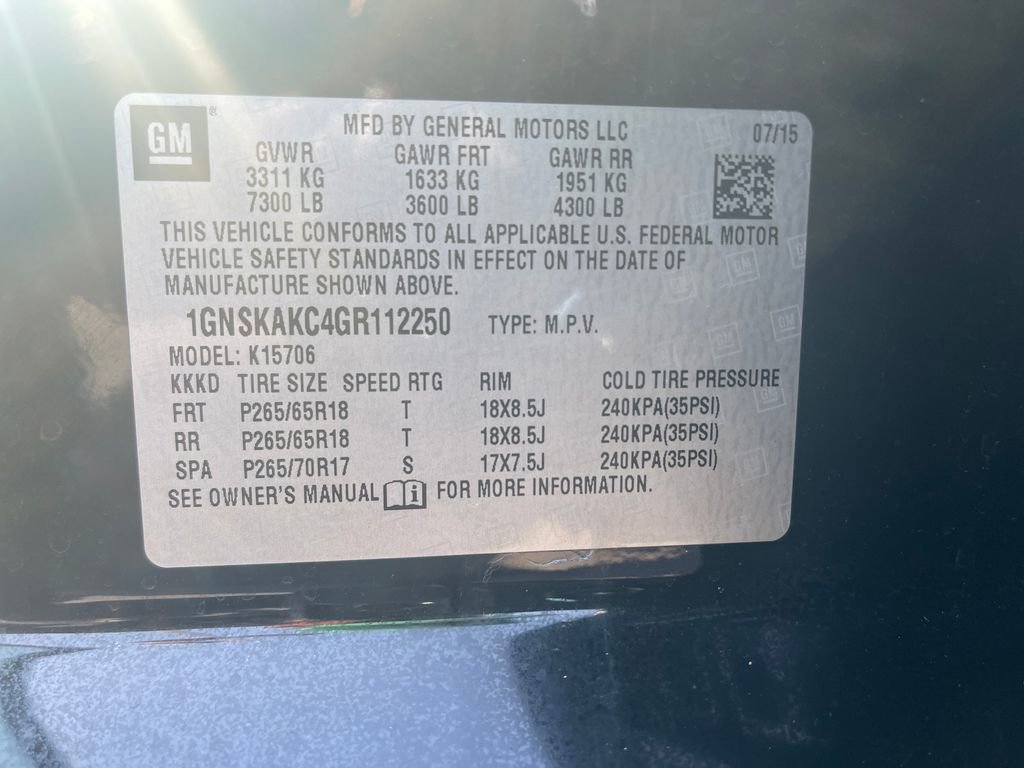 GM ®
MFD BY GENERAL MOTORS LLC 07/15
GVWR GAWR FRT GAWR RR
3311 KG 1633 KG 1951 KG
7300 LB 3600 LB 4300 LB
THIS VEHICLE CONFORMS TO ALL APPLICABLE U.S. FEDERAL MOTOR
VEHICLE SAFETY STANDARDS IN EFFECT ON THE DATE OF
MANUFACTURE SHOWN ABOVE.
1GNSKAKC4GR112250 TYPE: M.P.V.
MODEL: K15706
KKKD TIRE SIZE SPEED RTG RIM COLD TIRE PRESSURE
FRT P265/65R18 T 18X8.5J 240KPA(35PSI)
RR P265/65R18 T 18X8.5J 240KPA(35PSI)
SPA P265/70R17 S 17X7.5J 240KPA(35PSI)
SEE OWNER'S MANUAL i FOR MORE INFORMATION.